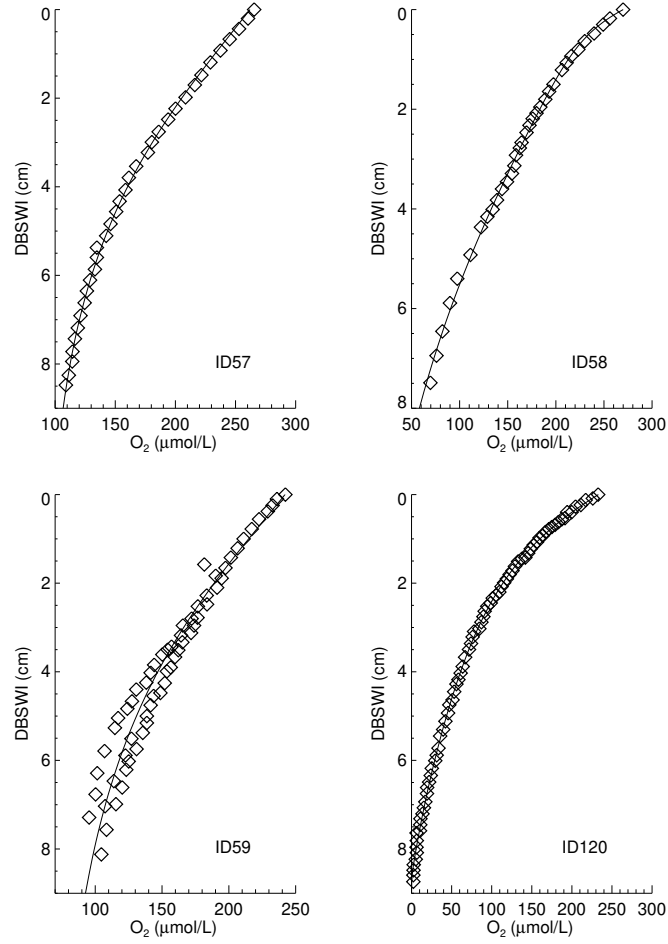 0
2
4
6
8
DBSWI (cm)
ID57
100 150 200 250 300
O₂ (μmol/L)
0
2
4
6
8
DBSWI (cm)
ID58
50 100 150 200 250 300
O₂ (μmol/L)
0
2
4
6
8
DBSWI (cm)
ID59
100 150 200 250
O₂ (μmol/L)
0
2
4
6
8
DBSWI (cm)
ID120
0 50 100 150 200 250 300
O₂ (μmol/L)